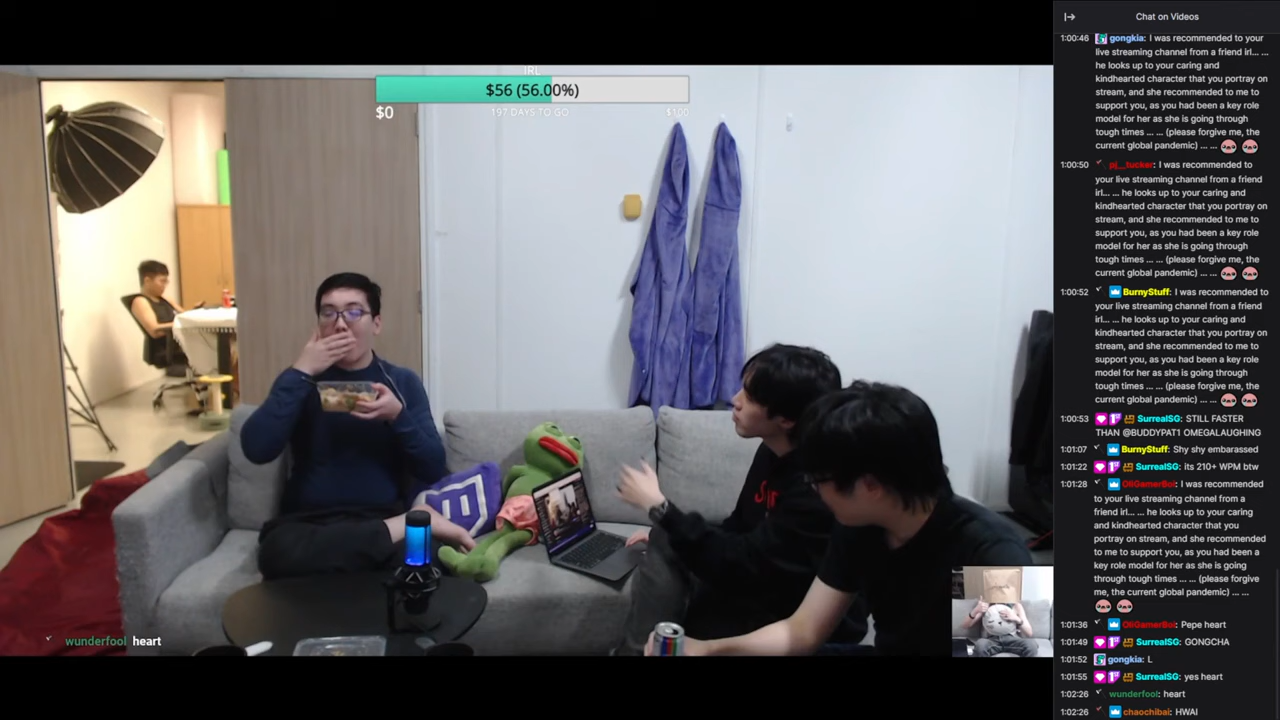 IRL
$56 (56.00%)
$0
197 DAYS TO GO
$100
wunderfool heart
Chat on Videos
1:00:46 gongkia: I was recommended to your
live streaming channel from a friend irl... ...
he looks up to your caring and
kindhearted character that you portray on
stream, and she recommended to me to
support you, as you had been a key role
model for her as she is going through
tough times ... ... (please forgive me, the
current global pandemic) ... ...
1:00:50 pj__tucker: I was recommended to
your live streaming channel from a friend
irl... ... he looks up to your caring and
kindhearted character that you portray on
stream, and she recommended to me to
support you, as you had been a key role
model for her as she is going through
tough times ... ... (please forgive me, the
current global pandemic) ... ...
1:00:52 BurnyStuff: I was recommended to
your live streaming channel from a friend
irl... ... he looks up to your caring and
kindhearted character that you portray on
stream, and she recommended to me to
support you, as you had been a key role
model for her as she is going through
tough times ... ... (please forgive me, the
current global pandemic) ... ...
1:00:53 SurrealSG: STILL FASTER
THAN @BUDDYPAT1 OMEGALAUGHING
1:01:07 BurnyStuff: Shy shy embarassed
1:01:22 SurrealSG: its 210+ WPM btw
1:01:28 OliGamerBoi: I was recommended
to your live streaming channel from a
friend irl... ... he looks up to your caring
and kindhearted character that you
portray on stream, and she recommended
to me to support you, as you had been a
key role model for her as she is going
through tough times ... ... (please forgive
me, the current global pandemic) ... ...
1:01:36 OliGamerBoi: Pepe heart
1:01:49 SurrealSG: GONGCHA
1:01:52 gongkia: L
1:01:55 SurrealSG: yes heart
1:02:26 wunderfool: heart
1:02:26 chaochibai: HWAI